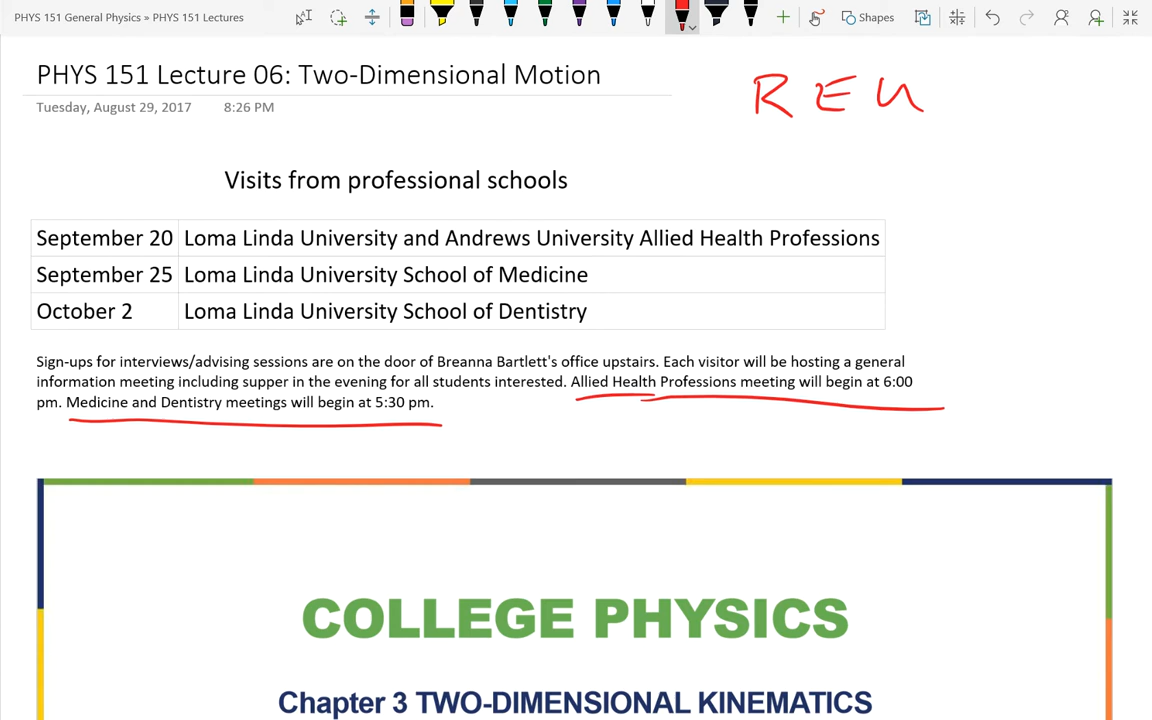 PHYS 151 General Physics » PHYS 151 Lectures
Shapes
PHYS 151 Lecture 06: Two-Dimensional Motion
R E U
Tuesday, August 29, 2017 8:26 PM
Visits from professional schools
September 20 Loma Linda University and Andrews University Allied Health Professions
September 25 Loma Linda University School of Medicine
October 2 Loma Linda University School of Dentistry
Sign-ups for interviews/advising sessions are on the door of Breanna Bartlett's office upstairs. Each visitor will be hosting a general
information meeting including supper in the evening for all students interested. Allied Health Professions meeting will begin at 6:00
pm. Medicine and Dentistry meetings will begin at 5:30 pm.
COLLEGE PHYSICS
Chapter 3 TWO-DIMENSIONAL KINEMATICS